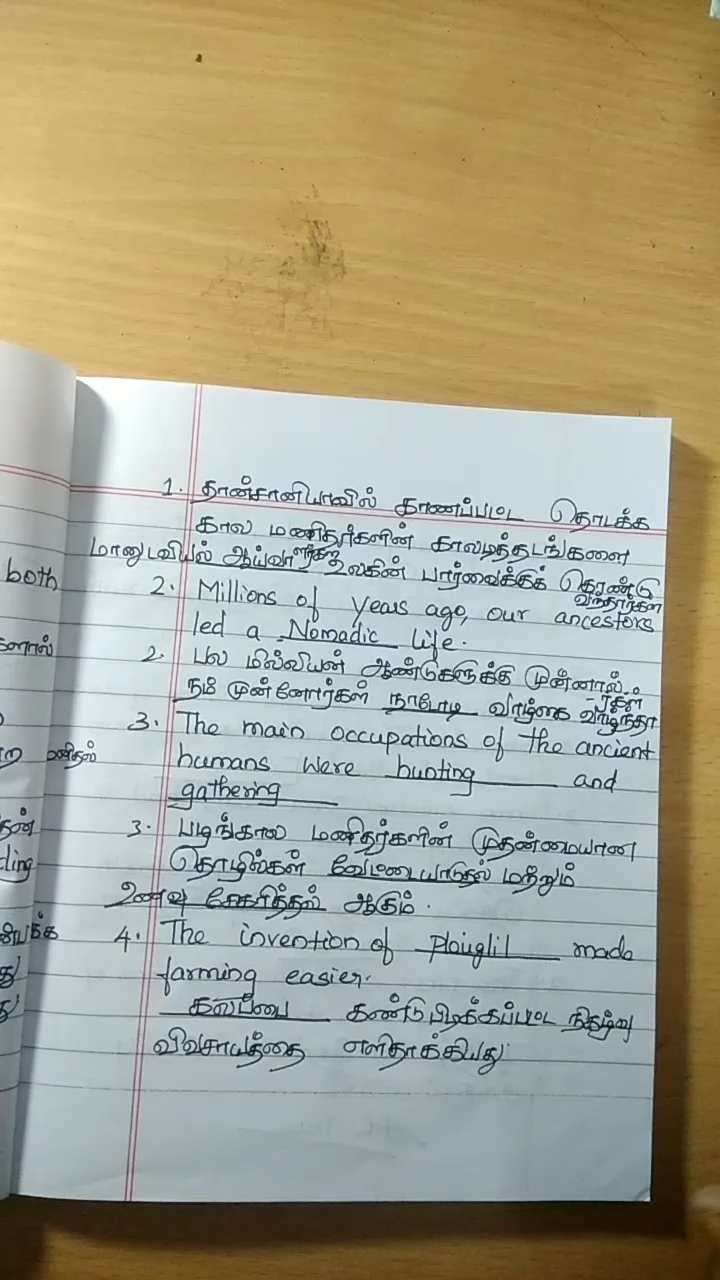 1. தான்சானியாவில் காணப்பட்ட தொடக்க
கால மனிதர்களின் காலடித்தடங்களை
மானுடவியல் ஆய்வாளர்கள் உலகின் பார்வைக்குக் கொண்டு
வந்தார்கள்
2. Millions of years ago, our ancestors
led a Nomadic life.
2. பல மில்லியன் ஆண்டுகளுக்கு முன்னால்
நம் முன்னோர்கள் நாடோடி வாழ்கை வாழ்ந்தா
-ர்கள்
3. The main occupations of the ancient
humans were hunting and
gathering
3. பழங்கால மனிதர்களின் முதன்மையான
தொழில்கள் வேட்டையாடுதல் மற்றும்
உணவு சேகரித்தல் ஆகும்.
4. The invention of made
farming easier.
கலப்பை கண்டுபிடிக்கப்பட்ட நிகழ்வு
விவசாயத்தை எளிதாக்கியது
both
ding